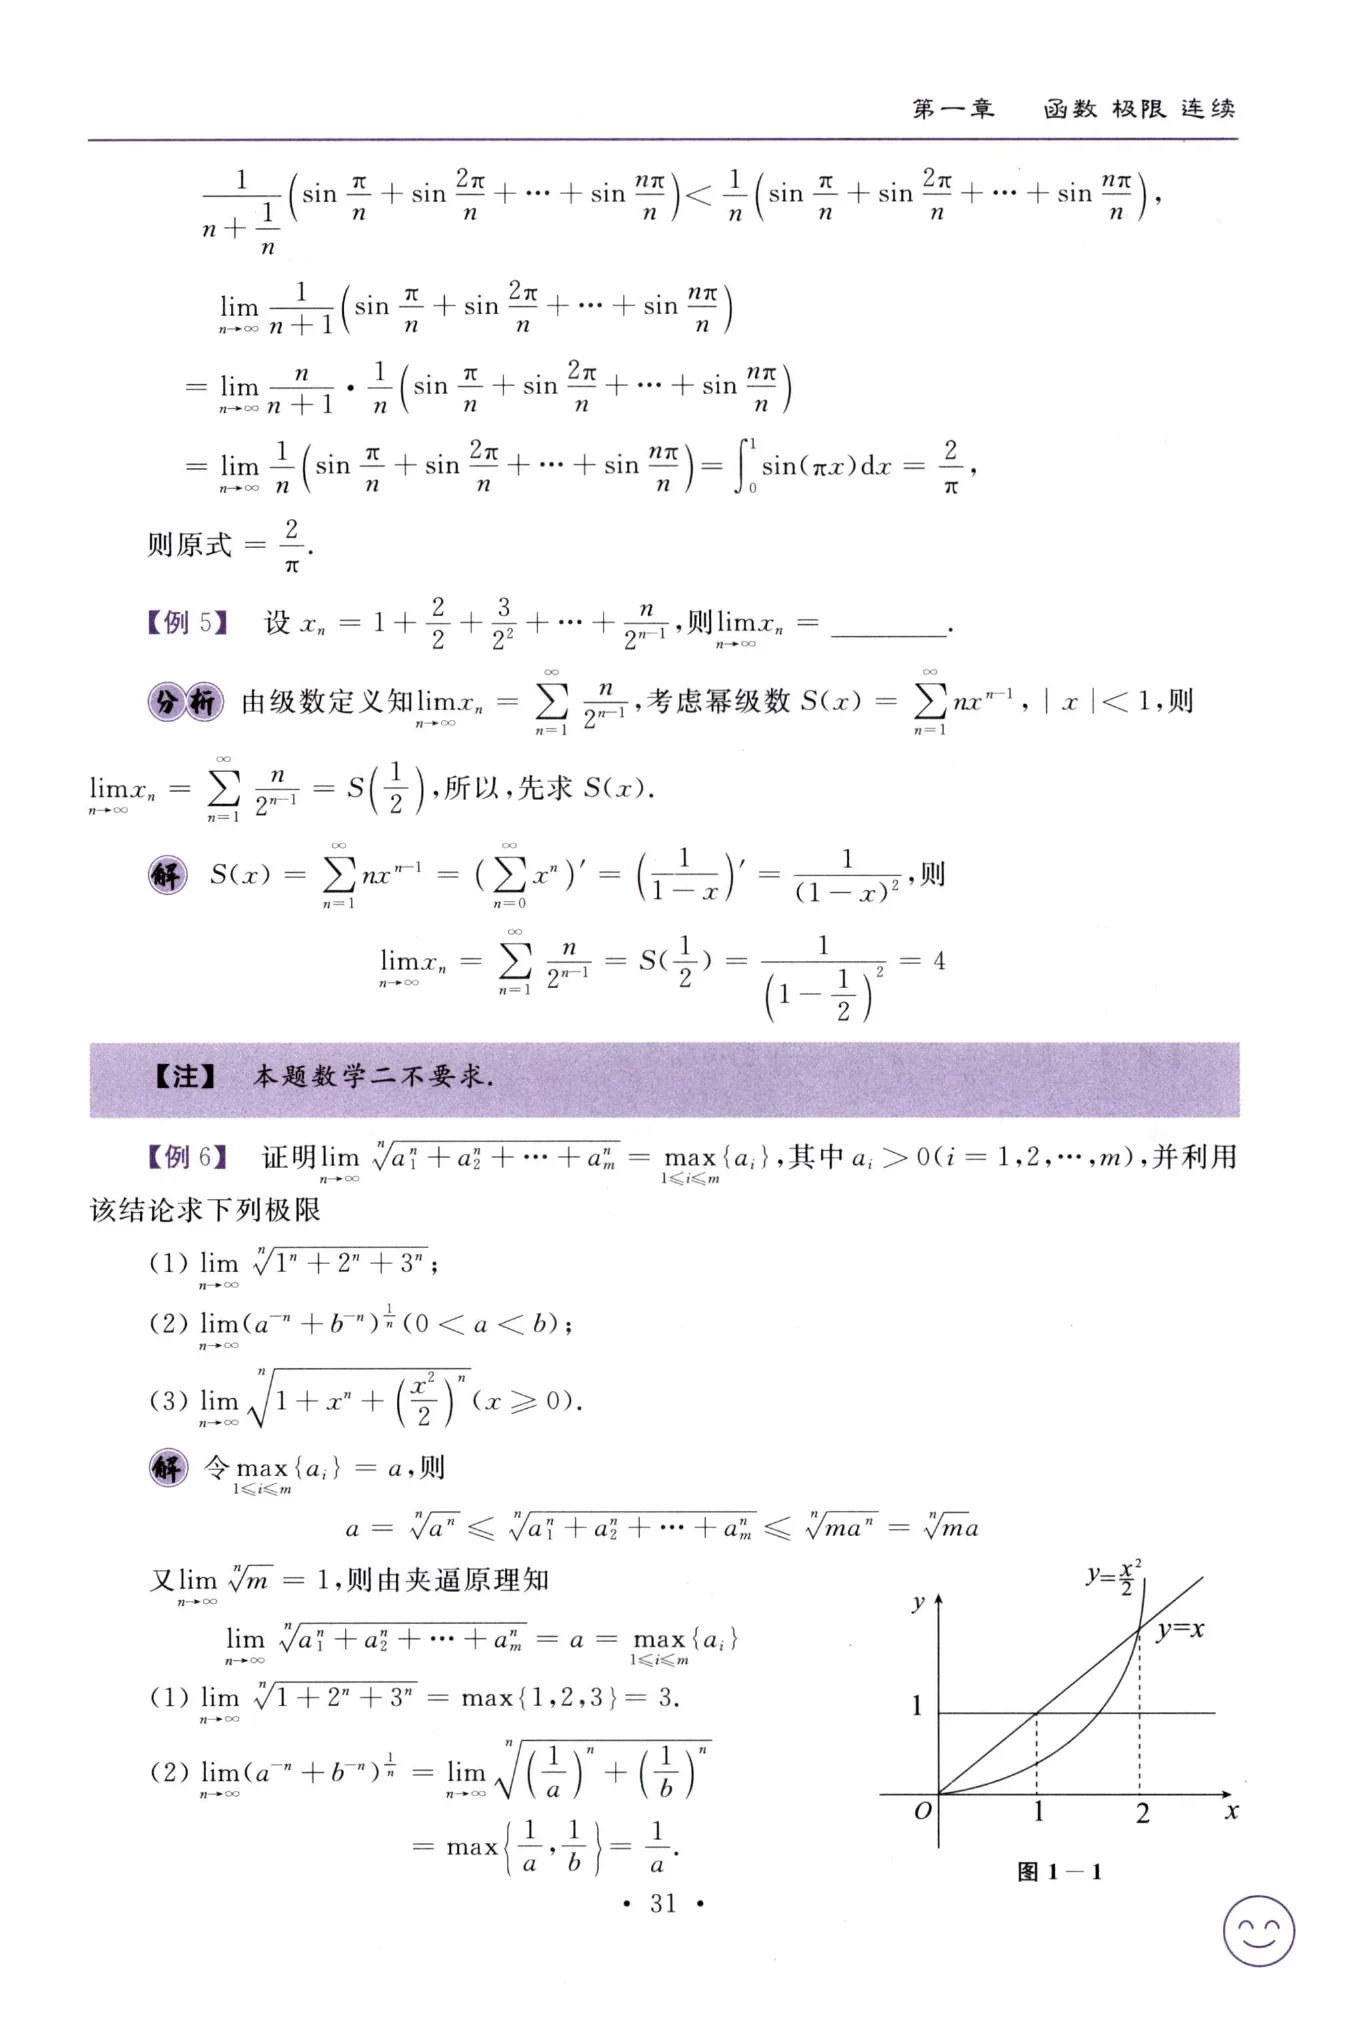 第一章 函数 极限 连续
$\frac{1}{n+\frac{1}{n}}\left(\sin\frac{\pi}{n}+\sin\frac{2\pi}{n}+\cdots+\sin\frac{n\pi}{n}\right)<\frac{1}{n}\left(\sin\frac{\pi}{n}+\sin\frac{2\pi}{n}+\cdots+\sin\frac{n\pi}{n}\right),$
$\lim_{n\to\infty}\frac{1}{n+1}\left(\sin\frac{\pi}{n}+\sin\frac{2\pi}{n}+\cdots+\sin\frac{n\pi}{n}\right)$
$=\lim_{n\to\infty}\frac{n}{n+1}\cdot\frac{1}{n}\left(\sin\frac{\pi}{n}+\sin\frac{2\pi}{n}+\cdots+\sin\frac{n\pi}{n}\right)$
$=\lim_{n\to\infty}\frac{1}{n}\left(\sin\frac{\pi}{n}+\sin\frac{2\pi}{n}+\cdots+\sin\frac{n\pi}{n}\right)=\int_0^1\sin(\pi x)dx=\frac{2}{\pi},$
则原式 $=\frac{2}{\pi}.$
【例 5】 设 $x_n=1+\frac{2}{2}+\frac{3}{2^2}+\cdots+\frac{n}{2^{n-1}}$,则$\lim_{n\to\infty}x_n=$ ________.
分析 由级数定义知$\lim_{n\to\infty}x_n=\sum_{n=1}^{\infty}\frac{n}{2^{n-1}}$,考虑幂级数 $S(x)=\sum_{n=1}^{\infty}nx^{n-1},|x|<1$,则
$\lim_{n\to\infty}x_n=\sum_{n=1}^{\infty}\frac{n}{2^{n-1}}=S\left(\frac{1}{2}\right)$,所以,先求 $S(x)$.
解 $S(x)=\sum_{n=1}^{\infty}nx^{n-1}=(\sum_{n=0}^{\infty}x^n)'=\left(\frac{1}{1-x}\right)'=\frac{1}{(1-x)^2}$,则
$\lim_{n\to\infty}x_n=\sum_{n=1}^{\infty}\frac{n}{2^{n-1}}=S(\frac{1}{2})=\frac{1}{\left(1-\frac{1}{2}\right)^2}=4$
【注】 本题数学二不要求.
【例 6】 证明$\lim_{n\to\infty}\sqrt[n]{a_1^n+a_2^n+\cdots+a_m^n}=\max_{1\leqslant i\leqslant m}\{a_i\}$,其中 $a_i>0(i=1,2,\cdots,m)$,并利用
该结论求下列极限
(1) $\lim_{n\to\infty}\sqrt[n]{1^n+2^n+3^n}$;
(2) $\lim_{n\to\infty}(a^{-n}+b^{-n})^{\frac{1}{n}}(0<a<b)$;
(3) $\lim_{n\to\infty}\sqrt[n]{1+x^n+\left(\frac{x^2}{2}\right)^n}(x\geqslant 0)$.
解 令$\max_{1\leqslant i\leqslant m}\{a_i\}=a$,则
$a=\sqrt[n]{a^n}\leqslant\sqrt[n]{a_1^n+a_2^n+\cdots+a_m^n}\leqslant\sqrt[n]{ma^n}=\sqrt[n]{m}a$
又$\lim_{n\to\infty}\sqrt[n]{m}=1$,则由夹逼原理知
$\lim_{n\to\infty}\sqrt[n]{a_1^n+a_2^n+\cdots+a_m^n}=a=\max_{1\leqslant i\leqslant m}\{a_i\}$
(1) $\lim_{n\to\infty}\sqrt[n]{1+2^n+3^n}=\max\{1,2,3\}=3.$
(2) $\lim_{n\to\infty}(a^{-n}+b^{-n})^{\frac{1}{n}}=\lim_{n\to\infty}\sqrt[n]{\left(\frac{1}{a}\right)^n+\left(\frac{1}{b}\right)^n}$
$=\max\left\{\frac{1}{a},\frac{1}{b}\right\}=\frac{1}{a}.$
$y=\frac{x^2}{2}$
y
y=x
1
O 1 2 x
图 1-1
· 31 ·